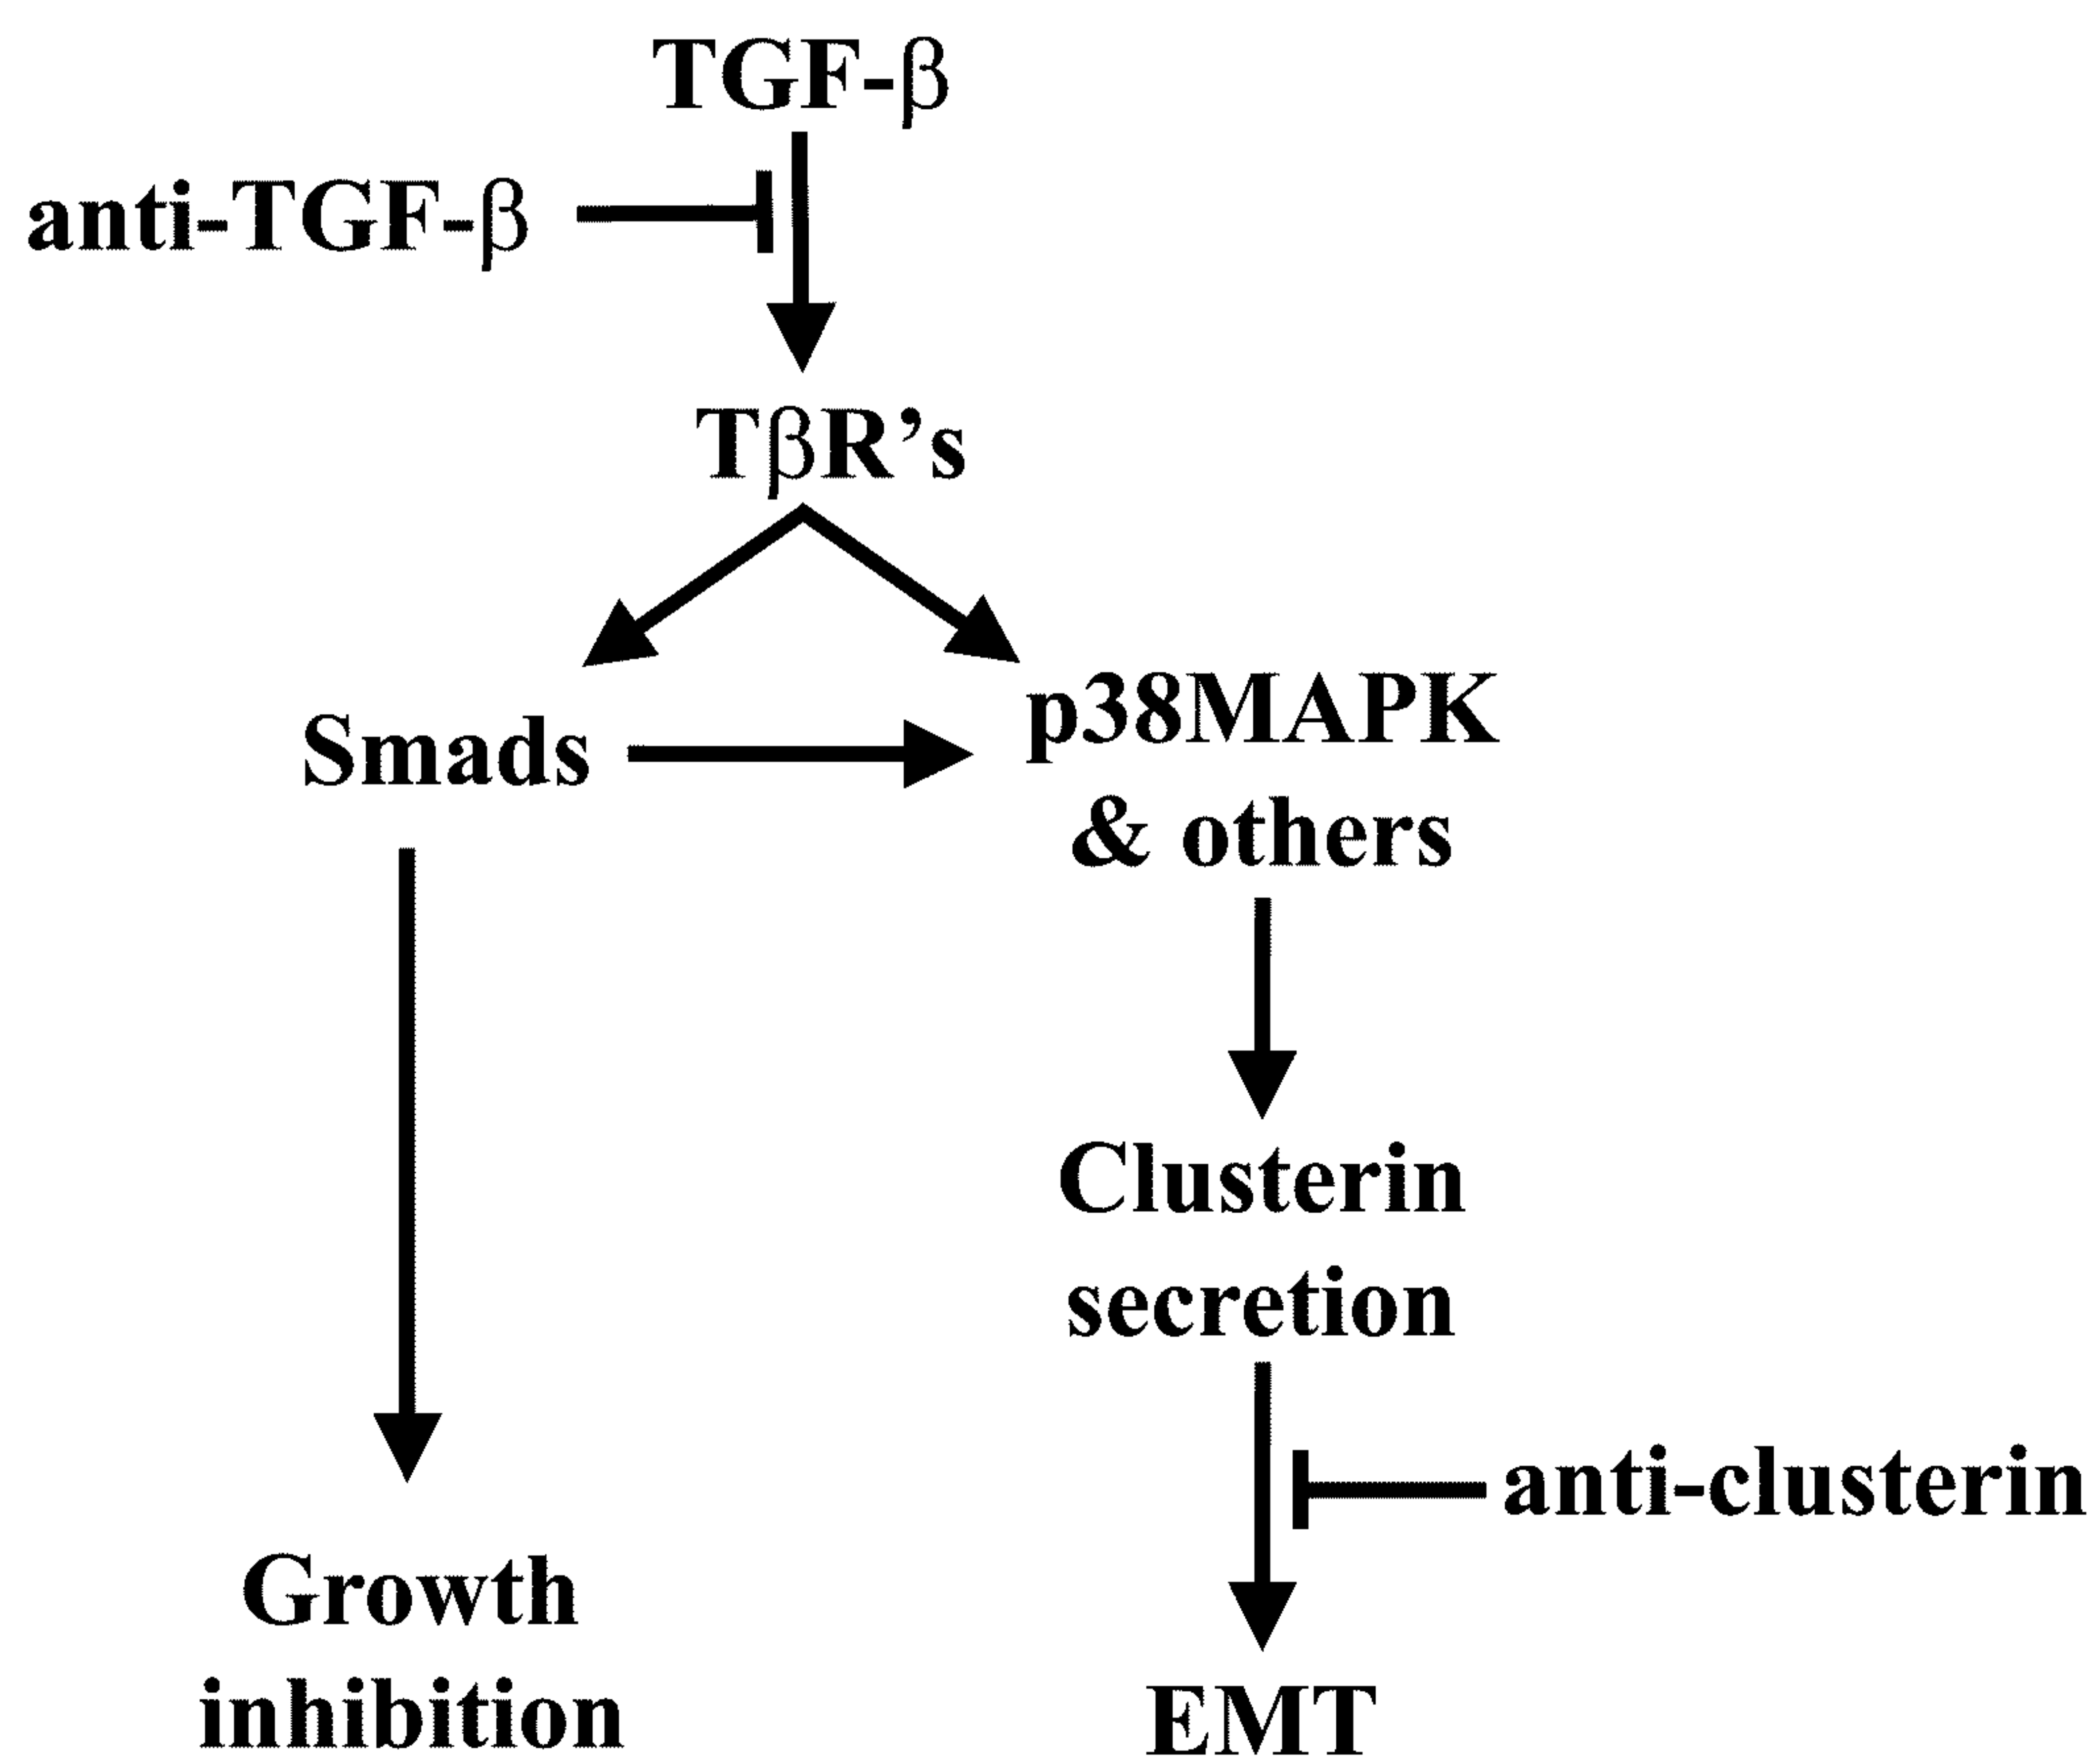 TGF-β
anti-TGF-β
TβR’s
Smads
p38MAPK
& others
Clusterin
secretion
anti-clusterin
Growth
inhibition
EMT